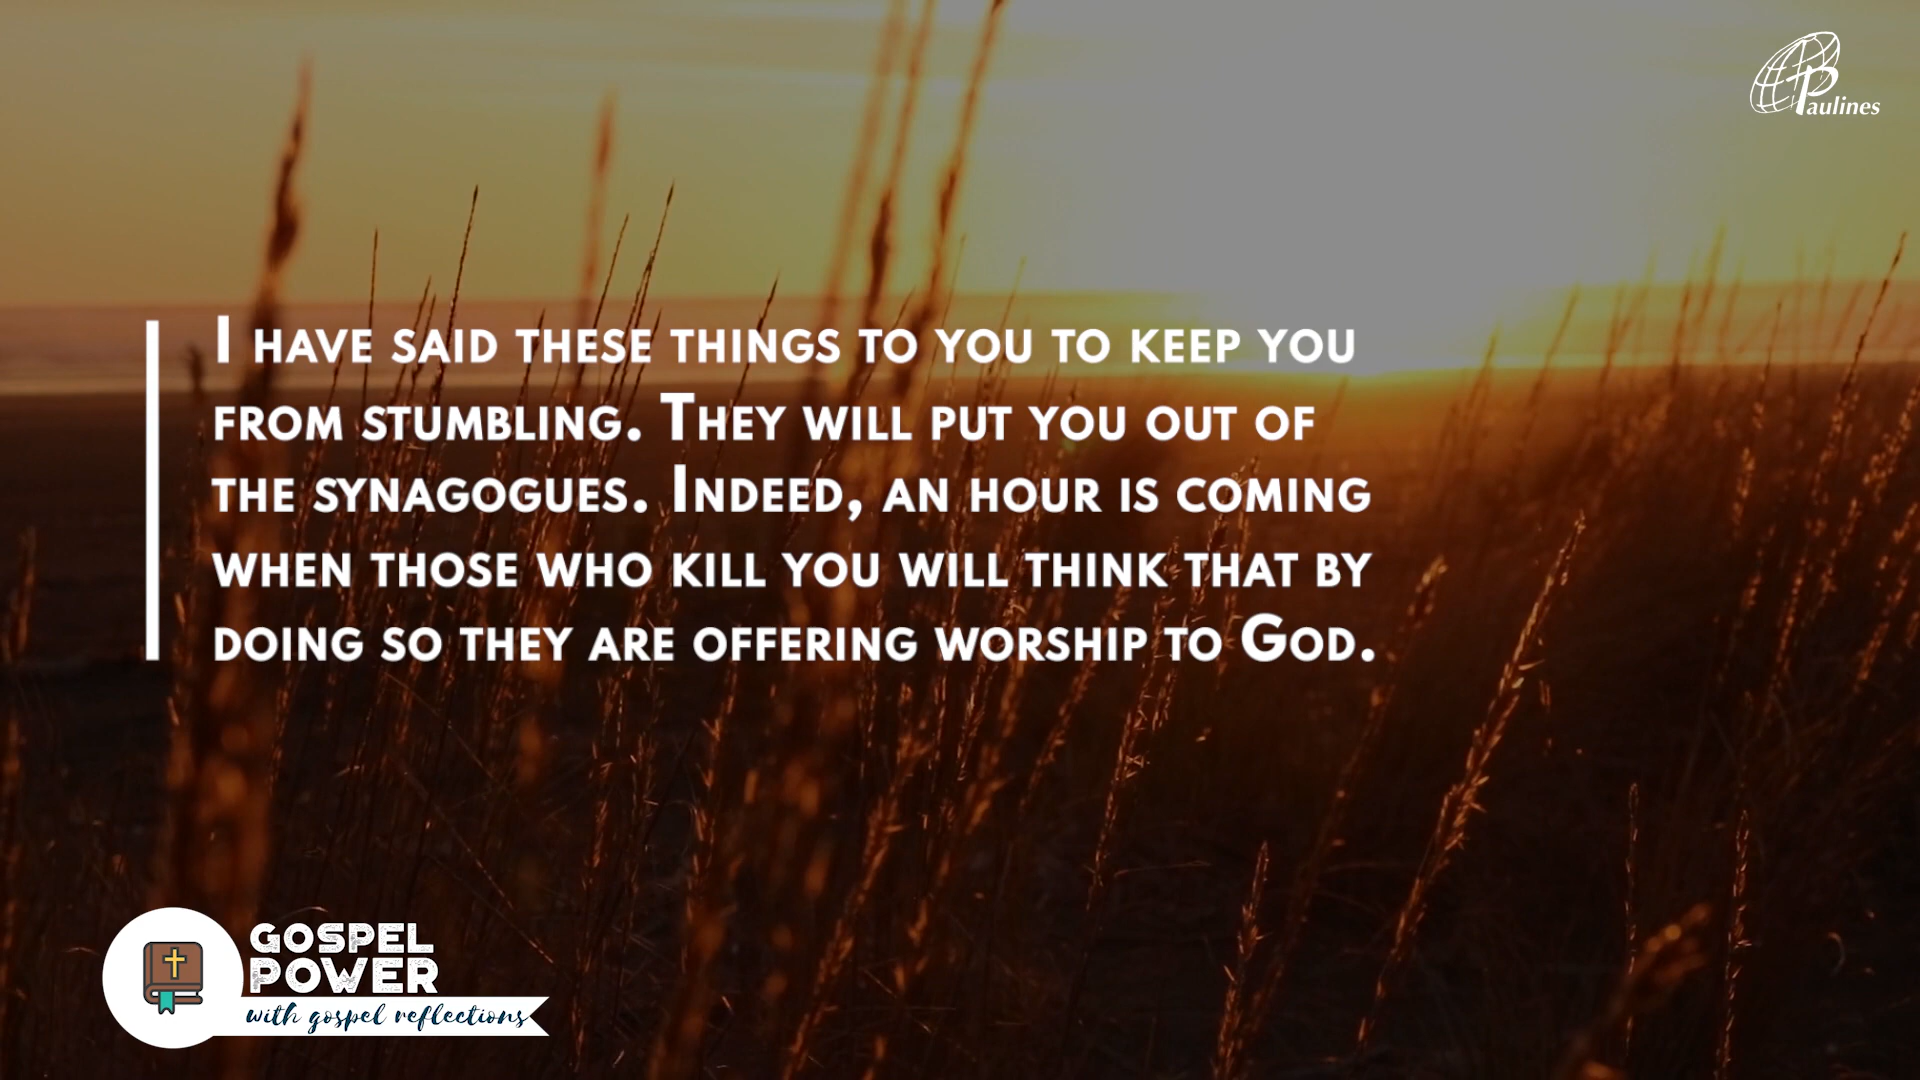 Paulines
I have said these things to you to keep you
from stumbling. They will put you out of
the synagogues. Indeed, an hour is coming
when those who kill you will think that by
doing so they are offering worship to God.
GOSPEL
POWER
with gospel reflections